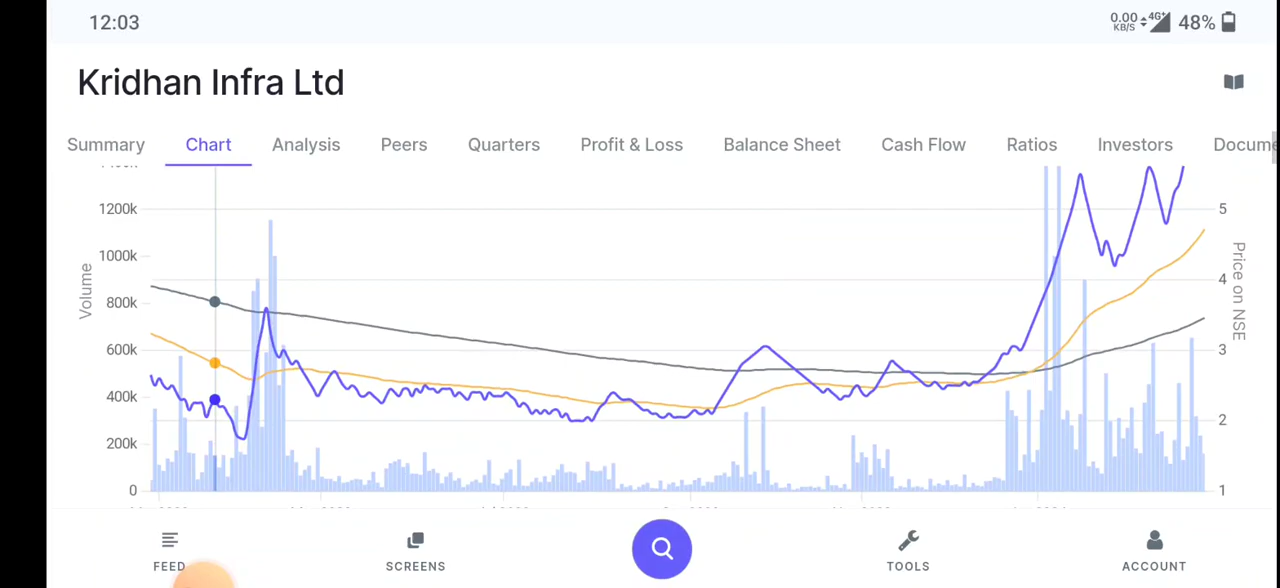 12:03
0.00 KB/S 4G+ 48%
Kridhan Infra Ltd
Summary Chart Analysis Peers Quarters Profit & Loss Balance Sheet Cash Flow Ratios Investors Docume
1200k 5
1000k
4
800k
600k 3
400k
2
200k
0 1
Volume
Price on NSE
FEED SCREENS TOOLS ACCOUNT